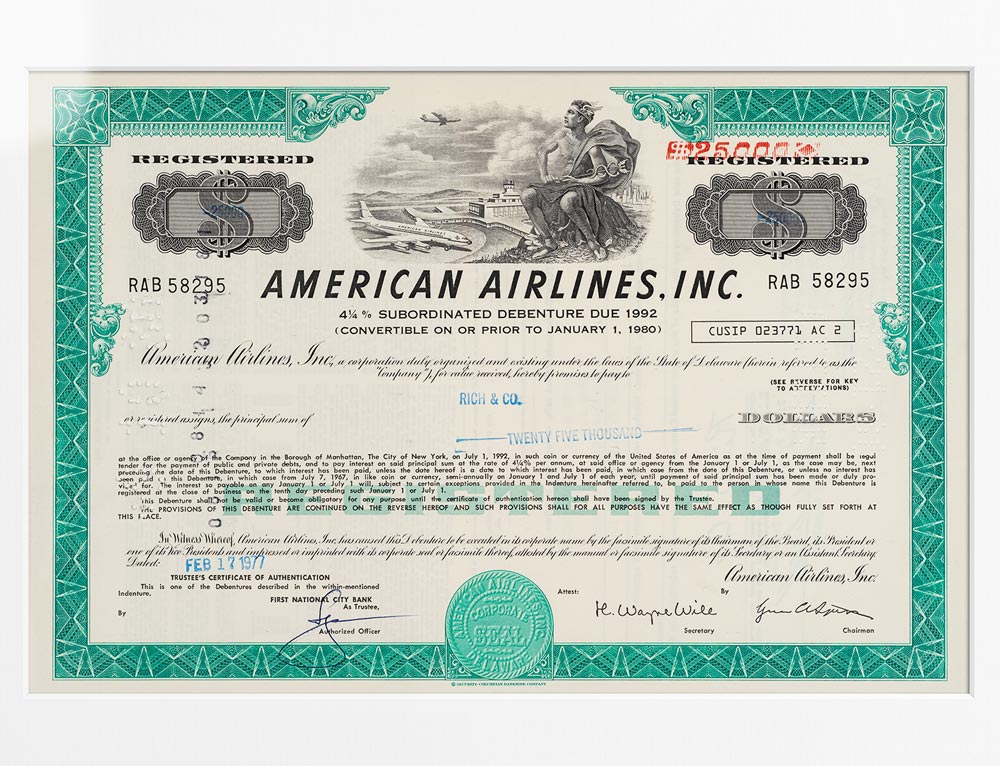 REGISTERED
$25,000
REGISTERED
AMERICAN AIRLINES
RAB 58295
RAB 58295
AMERICAN AIRLINES, INC.
4¼ % SUBORDINATED DEBENTURE DUE 1992
(CONVERTIBLE ON OR PRIOR TO JANUARY 1, 1980)
CUSIP 023771 AC 2
American Airlines, Inc., a corporation duly organized and existing under the laws of the State of Delaware (herein referred to as the
"Company"), for value received, hereby promises to pay to
(SEE REVERSE FOR KEY
TO ABBREVIATIONS)
RICH & CO.
or registered assigns, the principal sum of
DOLLARS
TWENTY FIVE THOUSAND
at the office or agency of the Company in the Borough of Manhattan, The City of New York, on July 1, 1992, in such coin or currency of the United States of America as at time of payment shall be legal
tender for the payment of public and private debts, and to pay interest on said principal sum at the rate of 4¼% per annum, at said office or agency from the January 1 or July 1, as the case may be, next
preceding the date of this Debenture, to which interest has been paid, unless the date hereof is a date to which interest has been paid, in which case from the date of this Debenture, or unless no interest has
been paid on this Debenture, in which case from July 7, 1967, in like coin or currency, semi-annually on January 1 and July 1 of each year, until payment of said principal sum has been made or duly pro-
vided for. The interest so payable on any January 1 or July 1 will, subject to certain exceptions provided in the Indenture hereinafter referred to, be paid to the person in whose name this Debenture is
registered at the close of business on the tenth day preceding such January 1 or July 1.
This Debenture shall not be valid or become obligatory for any purpose until the certificate of authentication hereon shall have been signed by the Trustee.
THE PROVISIONS OF THIS DEBENTURE ARE CONTINUED ON THE REVERSE HEREOF AND SUCH PROVISIONS SHALL FOR ALL PURPOSES HAVE THE SAME EFFECT AS THOUGH FULLY SET FORTH AT
THIS PLACE.
REGISTERED
In Witness Whereof, American Airlines, Inc. has caused this Debenture to be executed in its corporate name by the facsimile signature of its Chairman of the Board, its President or
one of its Vice Presidents and impressed or imprinted with its corporate seal or facsimile thereof, attested by the manual or facsimile signature of its Secretary or an Assistant Secretary.
Dated: FEB 17 1977
TRUSTEE'S CERTIFICATE OF AUTHENTICATION
This is one of the Debentures described in the within-mentioned
Indenture.
FIRST NATIONAL CITY BANK
As Trustee,
By
Authorized Officer
AMERICAN AIRLINES, INC.
CORPORATE
SEAL
DELAWARE
American Airlines, Inc.
Attest:
By
H. Wayne Wile
Secretary
Chairman
© SECURITY-COLUMBIAN BANKNOTE COMPANY